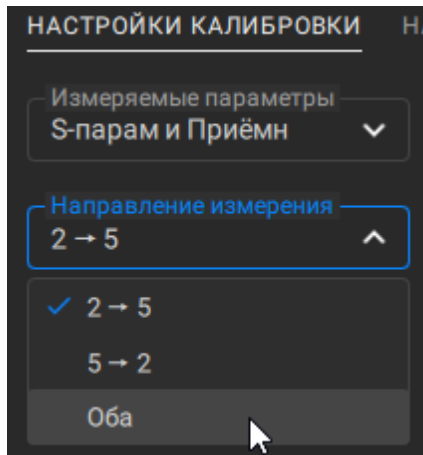 НАСТРОЙКИ КАЛИБРОВКИ
Измеряемые параметры
S-парам и Приёмн
Направление измерения
2 → 5
2 → 5
5 → 2
Оба